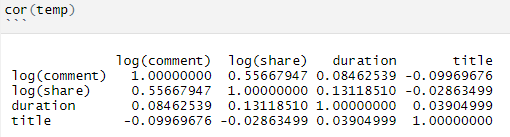 cor(temp)
```
log(comment) log(share) duration title
log(comment) 1.00000000 0.55667947 0.08462539 -0.09969676
log(share) 0.55667947 1.00000000 0.13118510 -0.02863499
duration 0.08462539 0.13118510 1.00000000 0.03904999
title -0.09969676 -0.02863499 0.03904999 1.00000000